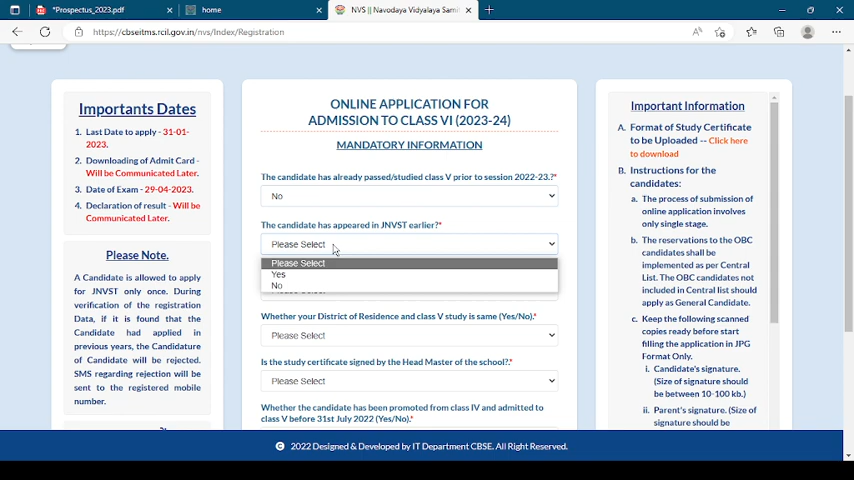 *Prospectus_2023.pdf
home
NVS || Navodaya Vidyalaya Samit
https://cbseitms.rcil.gov.in/nvs/Index/Registration
Importants Dates
1. Last Date to apply - 31-01-
2023.
2. Downloading of Admit Card -
Will be Communicated Later.
3. Date of Exam - 29-04-2023.
4. Declaration of result - Will be
Communicated Later.
Please Note.
A Candidate is allowed to apply
for JNVST only once. During
verification of the registration
Data, if it is found that the
Candidate had applied in
previous years, the Candidature
of Candidate will be rejected.
SMS regarding rejection will be
sent to the registered mobile
number.
ONLINE APPLICATION FOR
ADMISSION TO CLASS VI (2023-24)
MANDATORY INFORMATION
The candidate has already passed/studied class V prior to session 2022-23.?*
No
The candidate has appeared in JNVST earlier?*
Please Select
Please Select
Yes
No
Whether your District of Residence and class V study is same (Yes/No).*
Please Select
Is the study certificate signed by the Head Master of the school?.*
Please Select
Whether the candidate has been promoted from class IV and admitted to
class V before 31st July 2022 (Yes/No).*
Important Information
A. Format of Study Certificate
to be Uploaded -- Click here
to download
B. Instructions for the
candidates:
a. The process of submission of
online application involves
only single stage.
b. The reservations to the OBC
candidates shall be
implemented as per Central
List. The OBC candidates not
included in Central list should
apply as General Candidate.
c. Keep the following scanned
copies ready before start
filling the application in JPG
Format Only.
i. Candidate's signature.
(Size of signature should
be between 10-100 kb.)
ii. Parent's signature. (Size
of signature should be
2022 Designed & Developed by IT Department CBSE. All Right Reserved.